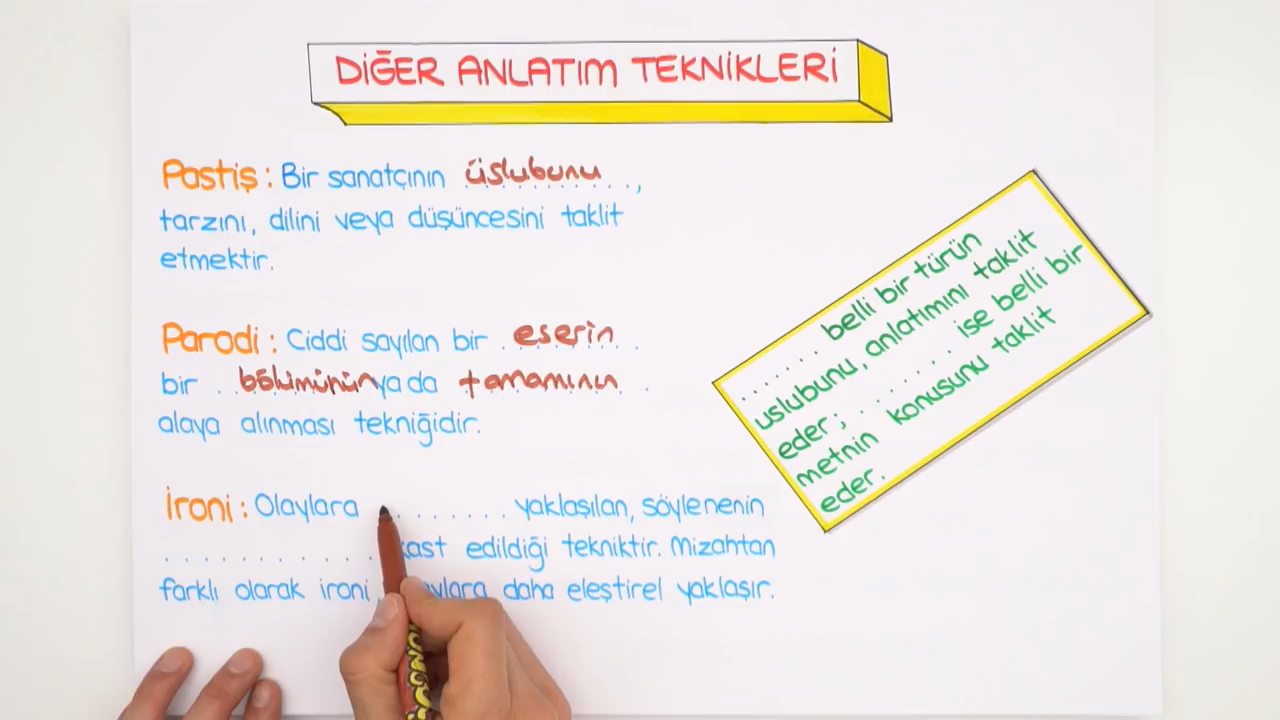 DİĞER ANLATIM TEKNİKLERİ
Pastiş : Bir sanatçının üslubunu ,
tarzını, dilini veya düşüncesini taklit
etmektir.
Parodi : Ciddi sayılan bir eserin
bir bölümünün ya da tamamının
alaya alınması tekniğidir.
İroni : Olaylara ........ yaklaşılan, söylenenin
........... kast edildiği tekniktir. Mizahtan
farklı olarak ironi, daha eleştirel yaklaşır.
...... belli bir türün
uslubunu, anlatımını taklit
eder; ....... ise belli bir
metnin konusunu taklit
eder.